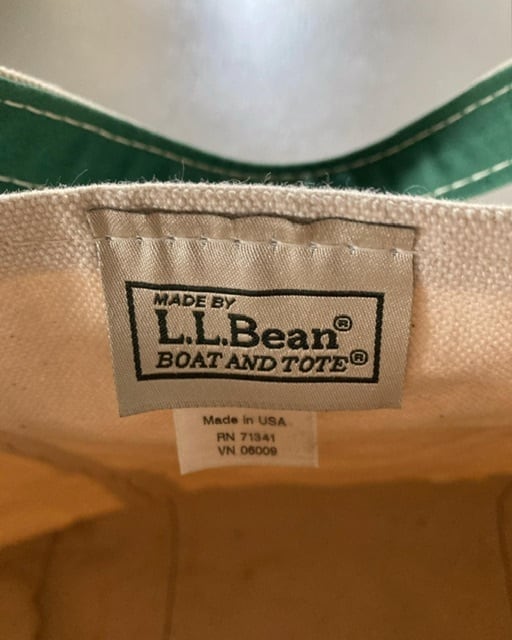 MADE BY
L.L.Bean®
BOAT AND TOTE®
Made in USA
RN 71341
VN 06009